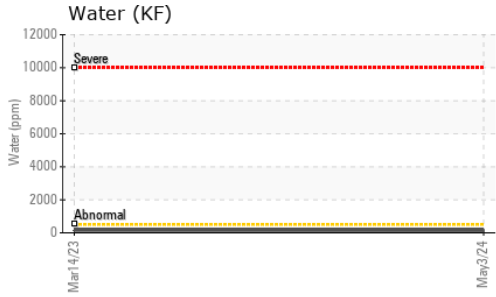 Water (KF)
Water (ppm)
12000
10000
8000
6000
4000
2000
0
Severe
Abnormal
Mar14/23
May3/24